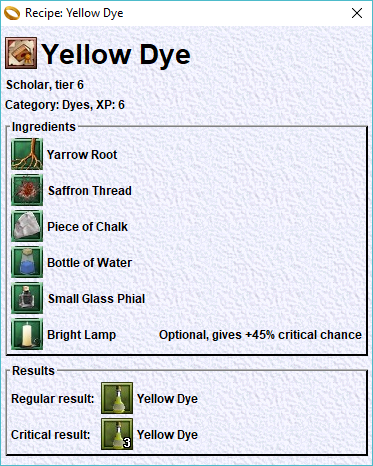 Recipe: Yellow Dye
Yellow Dye
Scholar, tier 6
Category: Dyes, XP: 6
Ingredients
Yarrow Root
Saffron Thread
Piece of Chalk
Bottle of Water
Small Glass Phial
Bright Lamp Optional, gives +45% critical chance
Results
Regular result: Yellow Dye
Critical result: 3 Yellow Dye